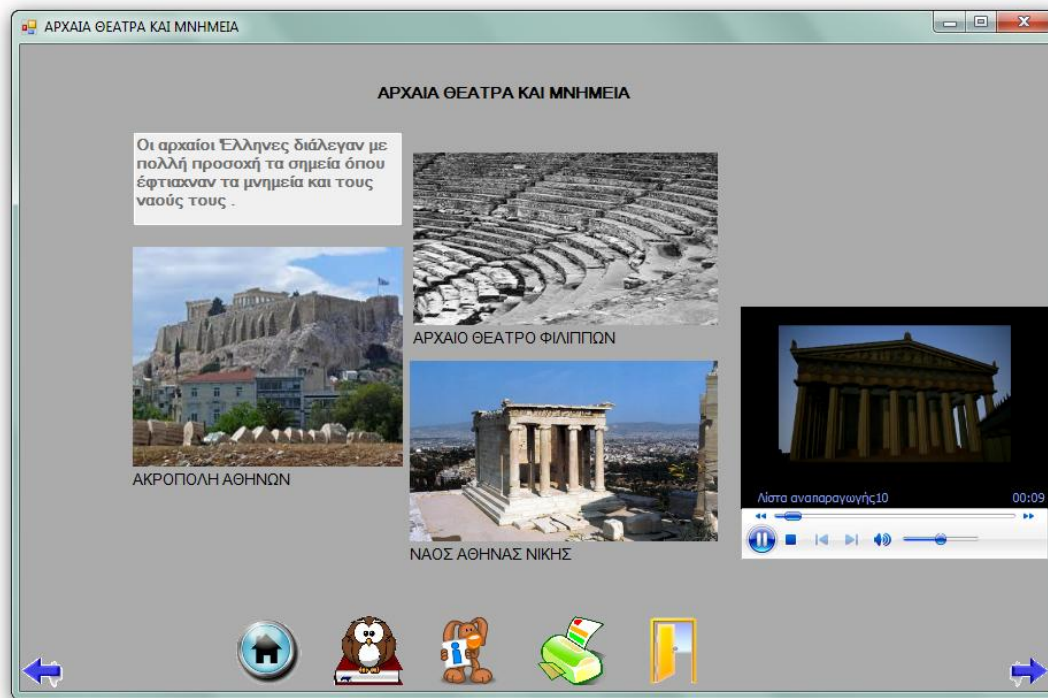 ΑΡΧΑΙΑ ΘΕΑΤΡΑ ΚΑΙ ΜΝΗΜΕΙΑ
ΑΡΧΑΙΑ ΘΕΑΤΡΑ ΚΑΙ ΜΝΗΜΕΙΑ
Οι αρχαίοι Έλληνες διάλεγαν με
πολλή προσοχή τα σημεία όπου
έφτιαχναν τα μνημεία και τους
ναούς τους .
ΑΡΧΑΙΟ ΘΕΑΤΡΟ ΦΙΛΙΠΠΩΝ
ΑΚΡΟΠΟΛΗ ΑΘΗΝΩΝ
ΝΑΟΣ ΑΘΗΝΑΣ ΝΙΚΗΣ
Λίστα αναπαραγωγής10 00:09